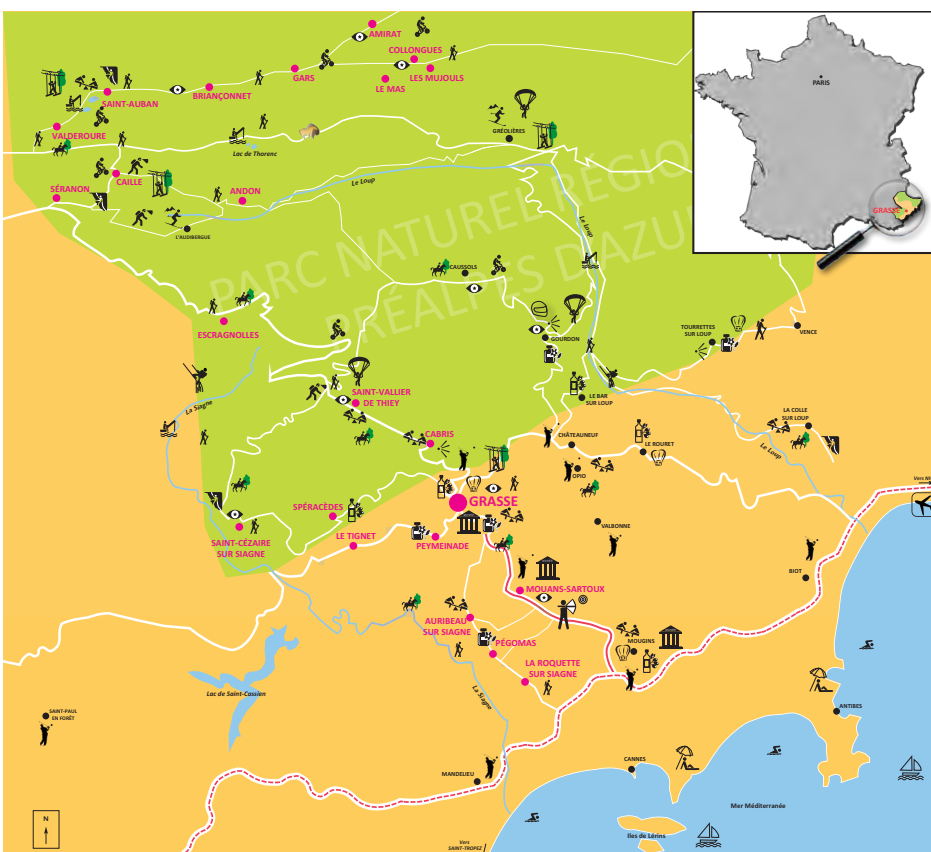 AMIRAT
COLLONGUES
GARS
LES MUJOULS
LE MAS
BRIANÇONNET
SAINT-AUBAN
VALDEROURE
GRÉOLIÈRES
Lac de Thorenc
PARIS
GRASSE
CAILLE
SÉRANON
ANDON
Le Loup
L'AUDIBERGUE
Le Loup
PARC NATUREL RÉGIO
PRÉALPES D'AZU
CAUSSOLS
ESCRAGNOLLES
GOURDON
TOURRETTES
SUR LOUP
VENCE
SAINT-VALLIER
DE THIEY
La Siagne
LE BAR
SUR LOUP
LA COLLE
SUR LOUP
CABRIS
CHÂTEAUNEUF
LE ROURET
Le Loup
OPIO
GRASSE
SPÉRACÈDES
VALBONNE
SAINT-CÉZAIRE
SUR SIAGNE
LE TIGNET
PEYMEINADE
BIOT
MOUANS-SARTOUX
AURIBEAU
SUR SIAGNE
MOUGINS
PÉGOMAS
LA ROQUETTE
SUR SIAGNE
La Siagne
Lac de Saint-Cassien
SAINT-PAUL
EN FORÊT
ANTIBES
CANNES
MANDELIEU
Mer Méditerranée
Iles de Lérins
N
Vers
SAINT-TROPEZ